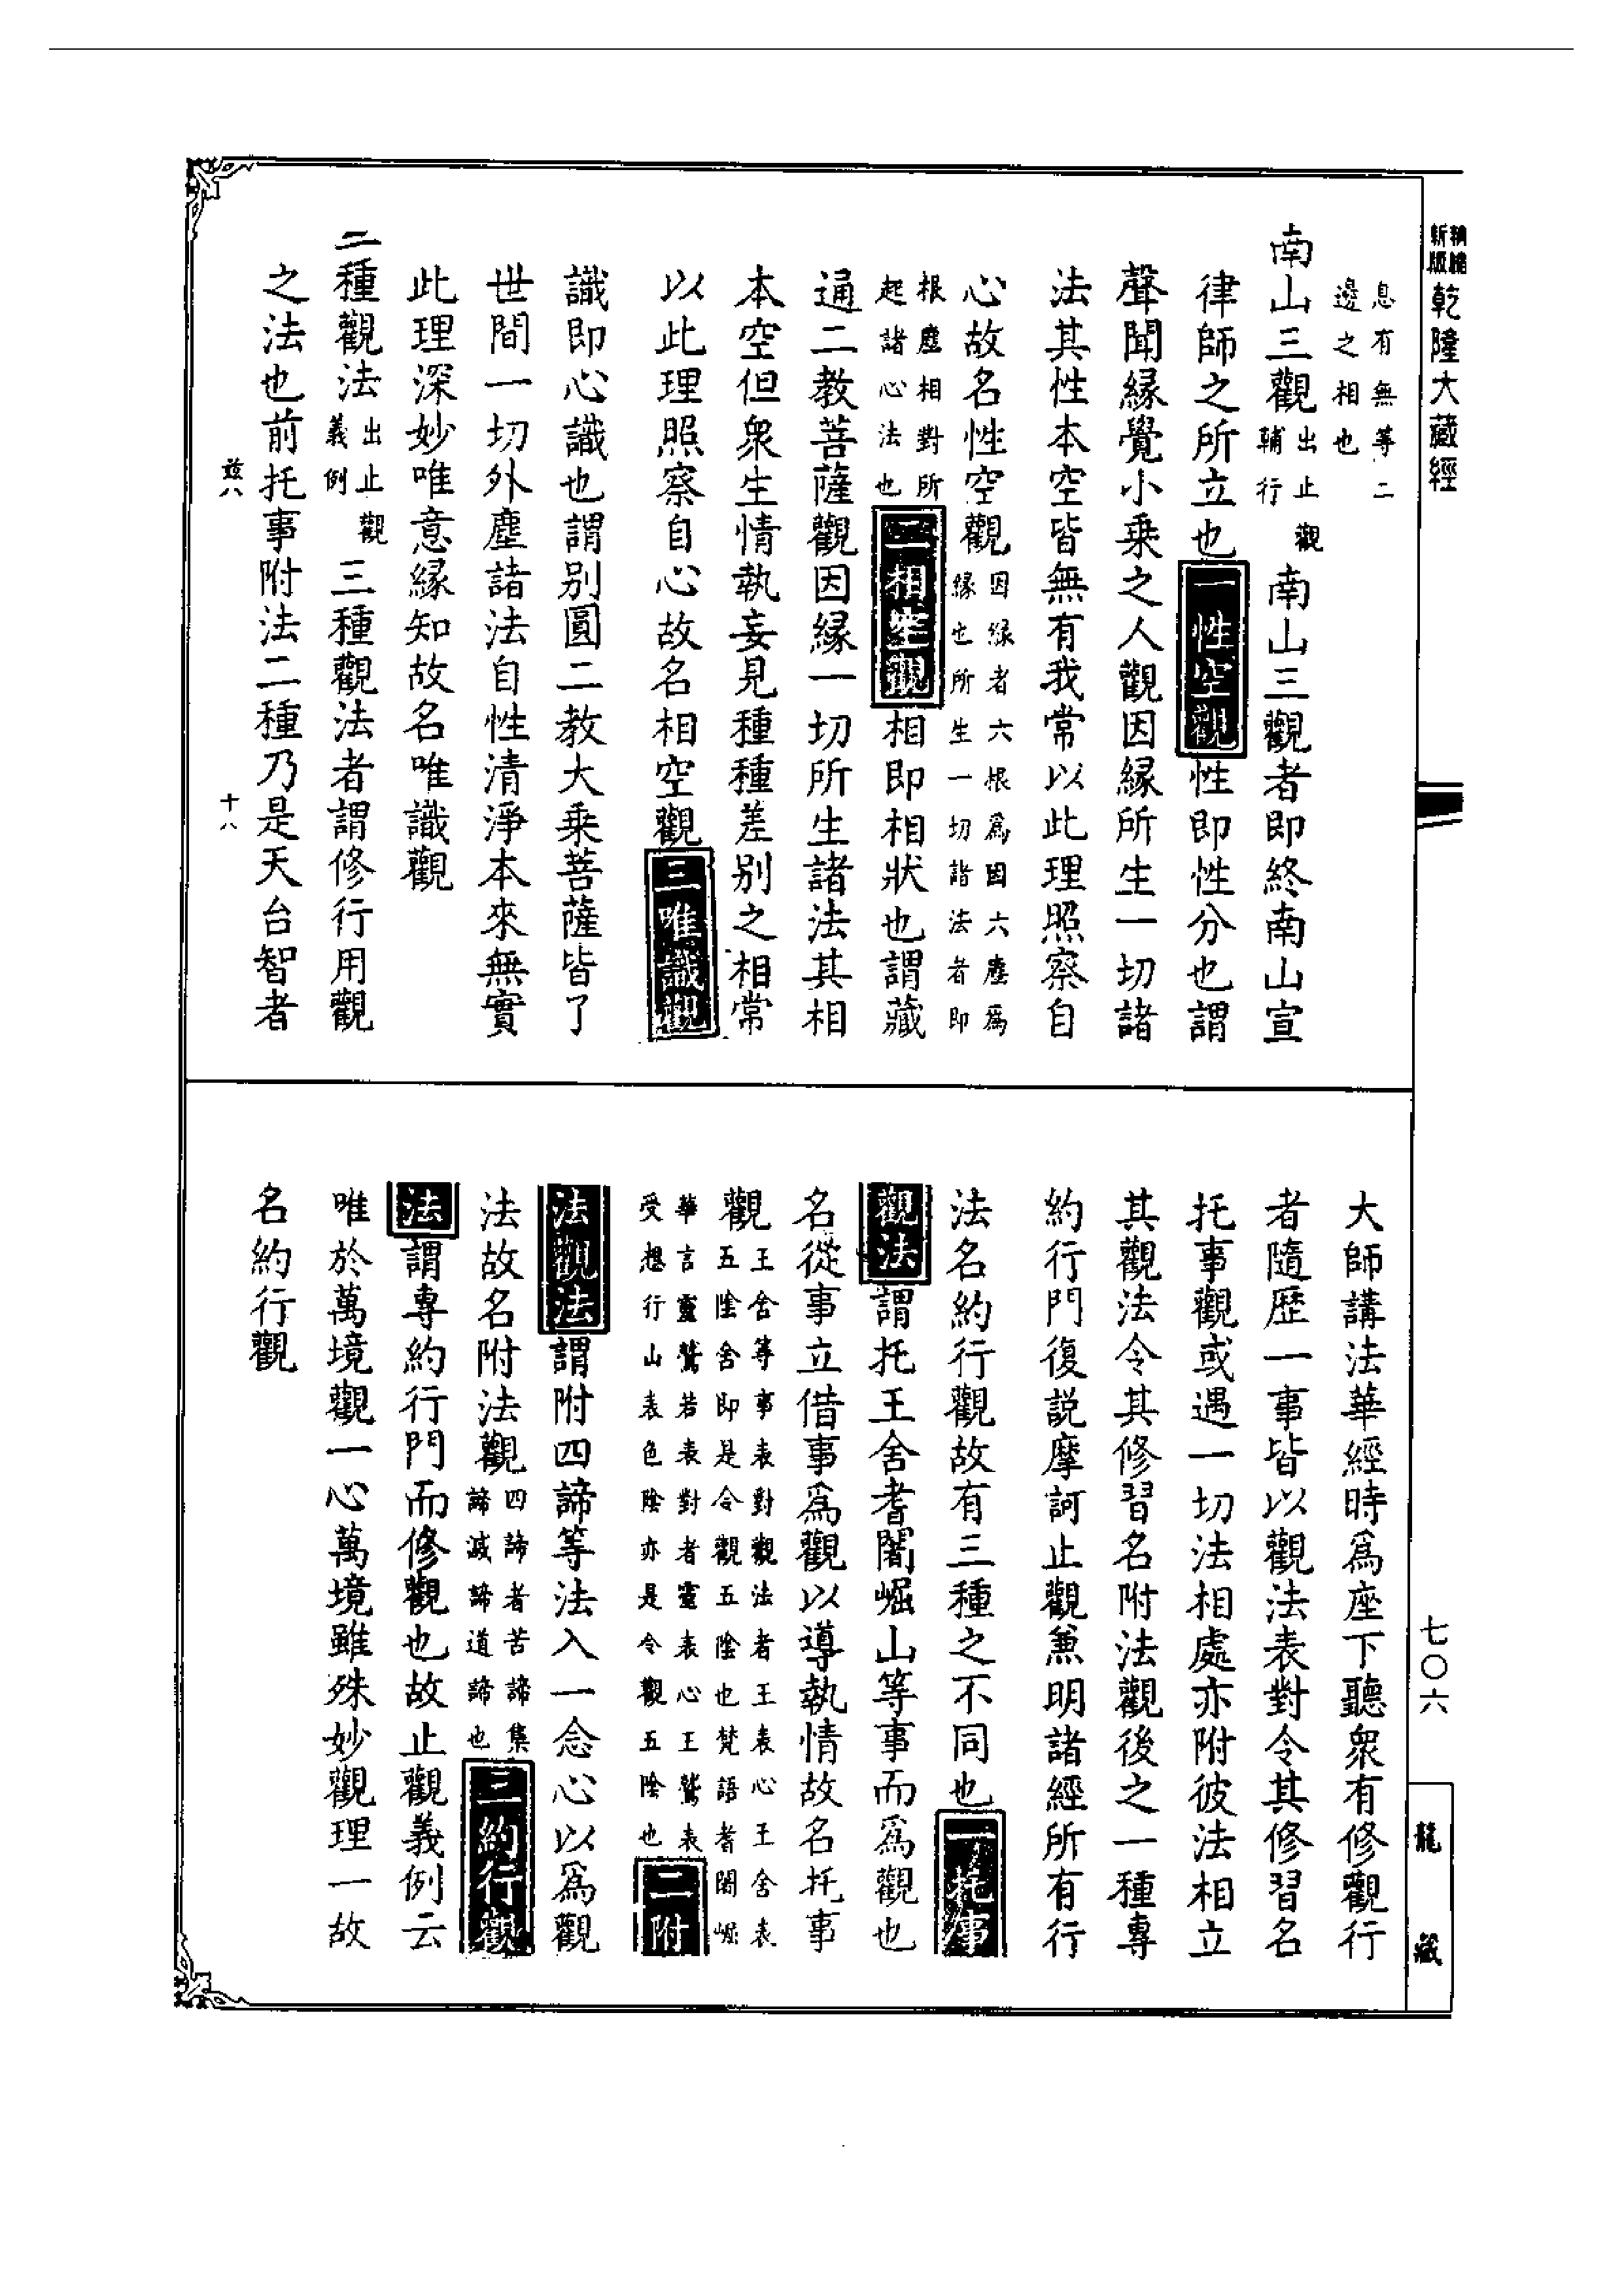 乾隆大藏經
息有無等二
邊之相也
南山三觀出止觀輔行南山三觀者即終南山宣
律師之所立也一性空觀性即性分也謂
聲聞緣覺小乘之人觀因緣所生一切諸
法其性本空皆無有我常以此理照察自
心故名性空觀因緣者六根爲因六塵爲緣也所生一切諸法者即
根塵相對所起諸心法也二相空觀相即相狀也謂藏
通二教菩薩觀因緣一切所生諸法其相
本空但衆生情執妄見種種差别之相常
以此理照察自心故名相空觀三唯識觀
識即心識也謂别圓二教大乘菩薩皆了
世間一切外塵諸法自性清淨本來無實
此理深妙唯意緣知故名唯識觀
二種觀法出止觀義例三種觀法者謂修行用觀
之法也前托事附法二種乃是天台智者
兹八
十八
大師講法華經時爲座下聽衆有修觀行
者隨歷一事皆以觀法表對令其修習名
托事觀或遇一切法相處亦附彼法相立
其觀法令其修習名附法觀後之一種專
約行門復説摩訶止觀兼明諸經所有行
法名約行觀故有三種之不同也一托事
觀法謂托王舍耆闍崛山等事而爲觀也
名從事立借事爲觀以導執情故名托事
觀王舍等事表對觀法者王表心王舍表五陰舍即是令觀五陰也梵語耆闍崛
華言靈鷲若表對者靈表心王鷲表受想行山表色陰亦是令觀五陰也二附
法觀法謂附四諦等法入一念心以爲觀
法故名附法觀四諦者苦諦集諦滅諦道諦也三約行觀
法謂專約行門而修觀也故止觀義例云
唯於萬境觀一心萬境雖殊妙觀理一故
名約行觀
七〇六
龍藏